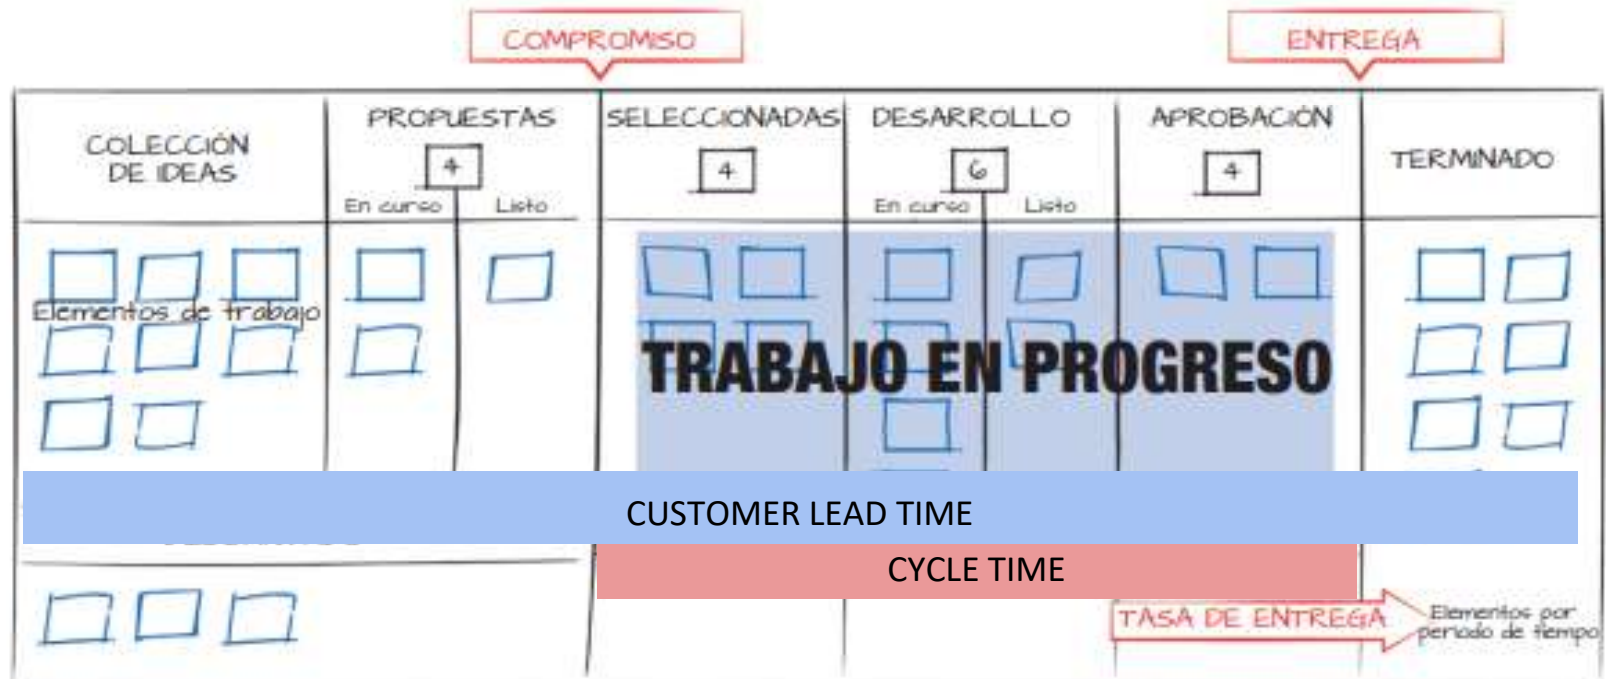 COMPROMISO
ENTREGA
COLECCIÓN
DE IDEAS
PROPUESTAS
4
En curso
Listo
SELECCIONADAS
4
DESARROLLO
6
En curso
Listo
APROBACIÓN
4
TERMINADO
Elementos de trabajo
TRABAJO EN PROGRESO
CUSTOMER LEAD TIME
CYCLE TIME
TASA DE ENTREGA
Elementos por
periodo de tiempo